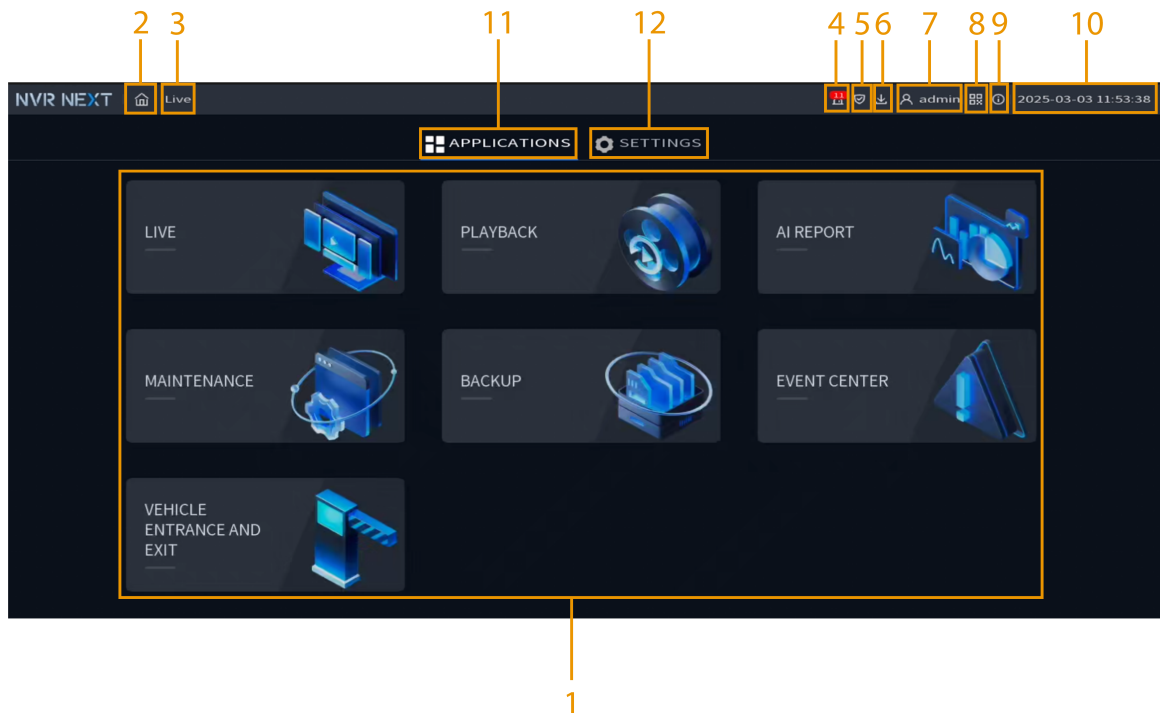 2 3 11 12 4 5 6 7 8 9 10
NVR NEXT Live 11 admin 2025-03-03 11:53:38
APPLICATIONS SETTINGS
LIVE PLAYBACK AI REPORT
MAINTENANCE BACKUP EVENT CENTER
VEHICLE
ENTRANCE AND
EXIT
1